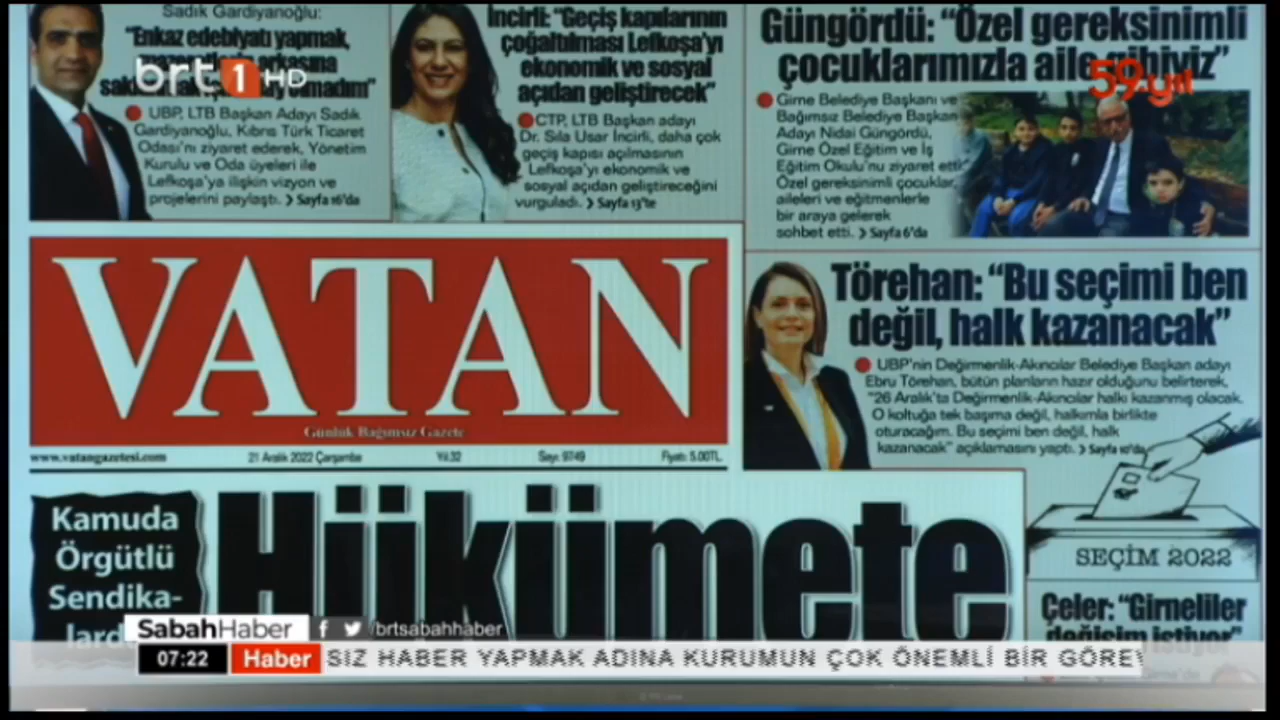 Sadık Gardiyanoğlu:
"Enkaz edebiyatı yapmak,
arkasına
brt 1 HD
UBP, LTB Başkan Adayı Sadık
Gardiyanoğlu, Kıbrıs Türk Ticaret
Odası'nı ziyaret ederek, Yönetim
Kurulu ve Oda üyeleri ile
Lefkoşa'ya ilişkin vizyon ve
projelerini paylaştı. > Sayfa 16'da
İncirli: "Geçiş kapılarının
çoğaltılması Lefkoşa'yı
ekonomik ve sosyal
açıdan geliştirecek"
CTP, LTB Başkan adayı
Dr. Sıla Usar İncirli, daha çok
geçiş kapısı açılmasının
Lefkoşa'yı ekonomik ve
sosyal açıdan geliştireceğini
vurguladı. > Sayfa 13'te
Güngördü: "Özel gereksinimli
çocuklarımızla aile gibiyiz"
59.yıl
Girne Belediye Başkanı ve
Bağımsız Belediye Başkan
Adayı Nidai Güngördü,
Girne Özel Eğitim ve İş
Eğitim Okulu'nu ziyaret etti.
Özel gereksinimli çocuklar,
aileleri ve eğitmenlerle
bir araya gelerek
sohbet etti. > Sayfa 6'da
VATAN
Günlük Bağımsız Gazete
www.vatangazetesi.com 21 Aralık 2022 Çarşamba Yıl:32 Sayı: 9749 Fiyatı: 5.00TL.
Törehan: "Bu seçimi ben
değil, halk kazanacak"
UBP'nin Değirmenlik-Akıncılar Belediye Başkan adayı
Ebru Törehan, bütün planların hazır olduğunu belirterek,
"26 Aralık'ta Değirmenlik-Akıncılar halkı kazanmış olacak.
O koltuğa tek başıma değil, halkımla birlikte
oturacağım. Bu seçimi ben değil, halk
kazanacak" açıklamasını yaptı. > Sayfa 10'da
SEÇİM 2022
Çeler: "Girneliler
değişim istiyor"
Kamuda
Örgütlü
Sendika-
lard
Hükümete
SabahHaber f /brtsabahhaber
07:22 Haber SIZ HABER YAPMAK ADINA KURUMUN ÇOK ÖNEMLİ BİR GÖREV